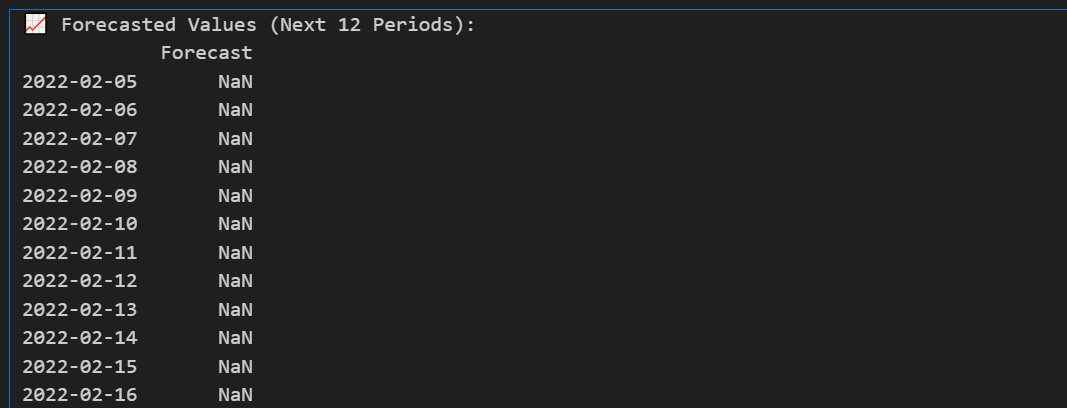 📈 Forecasted Values (Next 12 Periods):
            Forecast
2022-02-05       NaN
2022-02-06       NaN
2022-02-07       NaN
2022-02-08       NaN
2022-02-09       NaN
2022-02-10       NaN
2022-02-11       NaN
2022-02-12       NaN
2022-02-13       NaN
2022-02-14       NaN
2022-02-15       NaN
2022-02-16       NaN